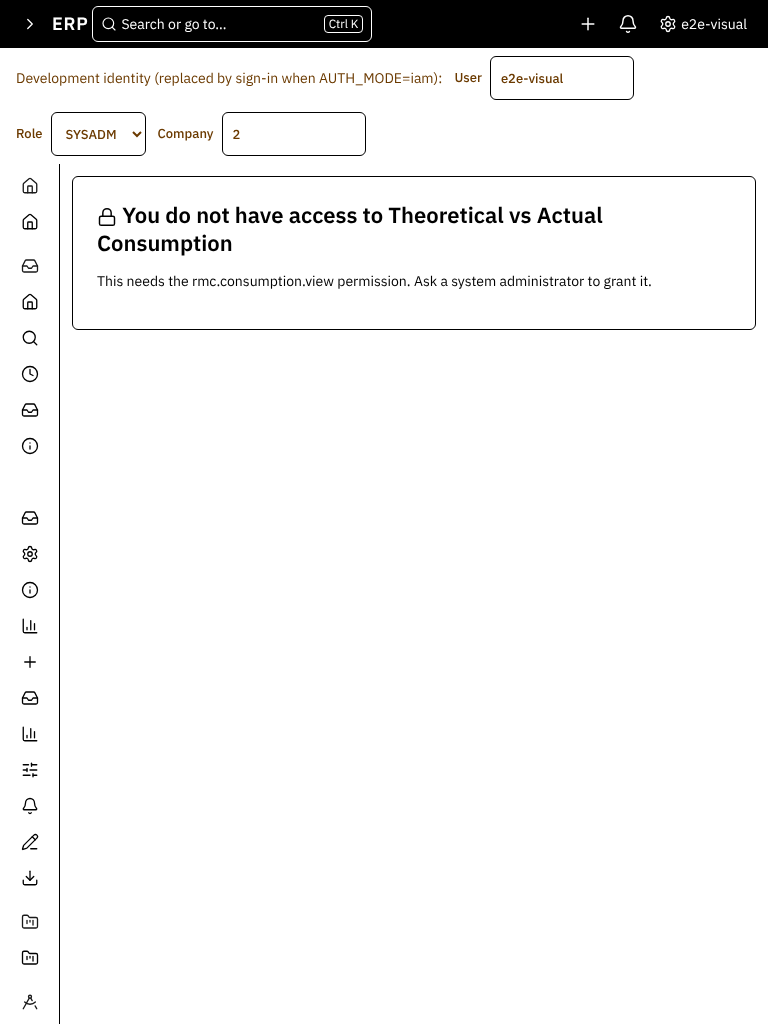 ERP
Search or go to...
Ctrl K
e2e-visual
Development identity (replaced by sign-in when AUTH_MODE=iam):
User
e2e-visual
Role
SYSADM
Company
2
You do not have access to Theoretical vs Actual
Consumption
This needs the rmc.consumption.view permission. Ask a system administrator to grant it.